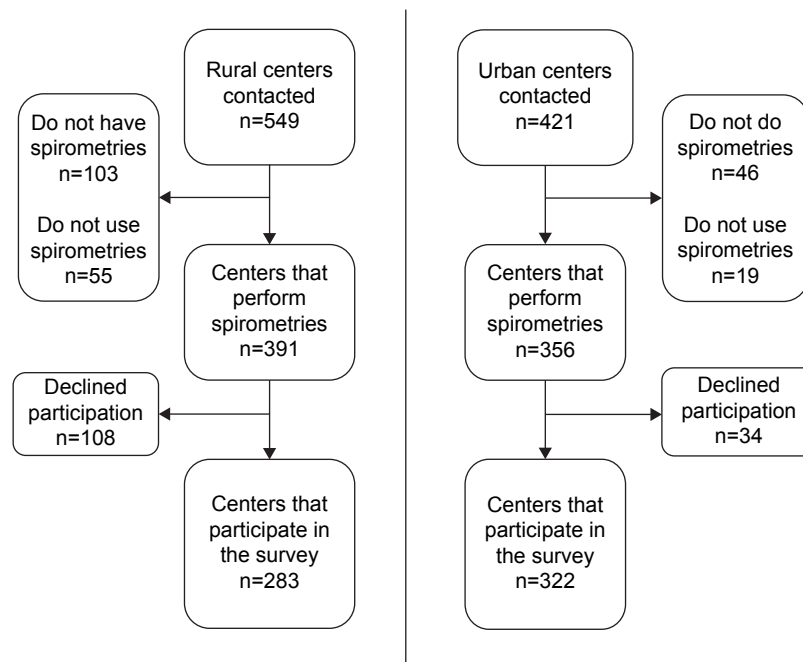 Rural centers
contacted
n=549
Do not have
spirometries
n=103
Do not use
spirometries
n=55
Centers that
perform
spirometries
n=391
Declined
participation
n=108
Centers that
participate in
the survey
n=283
Urban centers
contacted
n=421
Do not do
spirometries
n=46
Do not use
spirometries
n=19
Centers that
perform
spirometries
n=356
Declined
participation
n=34
Centers that
participate in
the survey
n=322